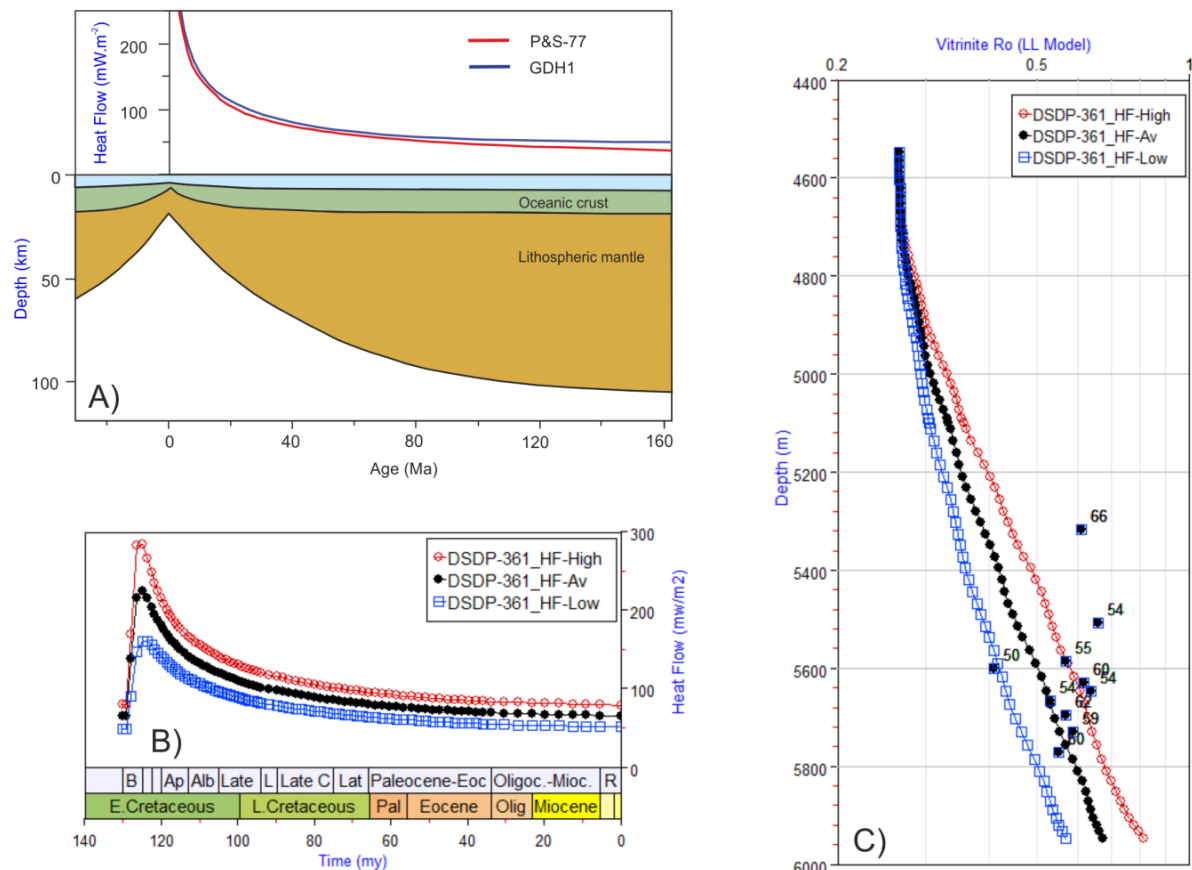 Heat Flow (mW.m-2)
200
100
P&S-77
GDH1
Depth (km)
0
50
100
Oceanic crust
Lithospheric mantle
A)
0
40
80
120
160
Age (Ma)
DSDP-361_HF-High
DSDP-361_HF-Av
DSDP-361_HF-Low
300
200
100
0
Heat Flow (mw/m2)
B)
B Ap Alb Late L Late C Lat Paleocene-Eoc Oligoc.-Mioc. R
E.Cretaceous L.Cretaceous Pal Eocene Olig Miocene
140 120 100 80 60 40 20 0
Time (my)
Vitrinite Ro (LL Model)
0.2 0.5 1
DSDP-361_HF-High
DSDP-361_HF-Av
DSDP-361_HF-Low
4400
4600
4800
5000
5200
5400
5600
5800
6000
Depth (m)
66
54
55
50
60
54
54
62
59
50
C)